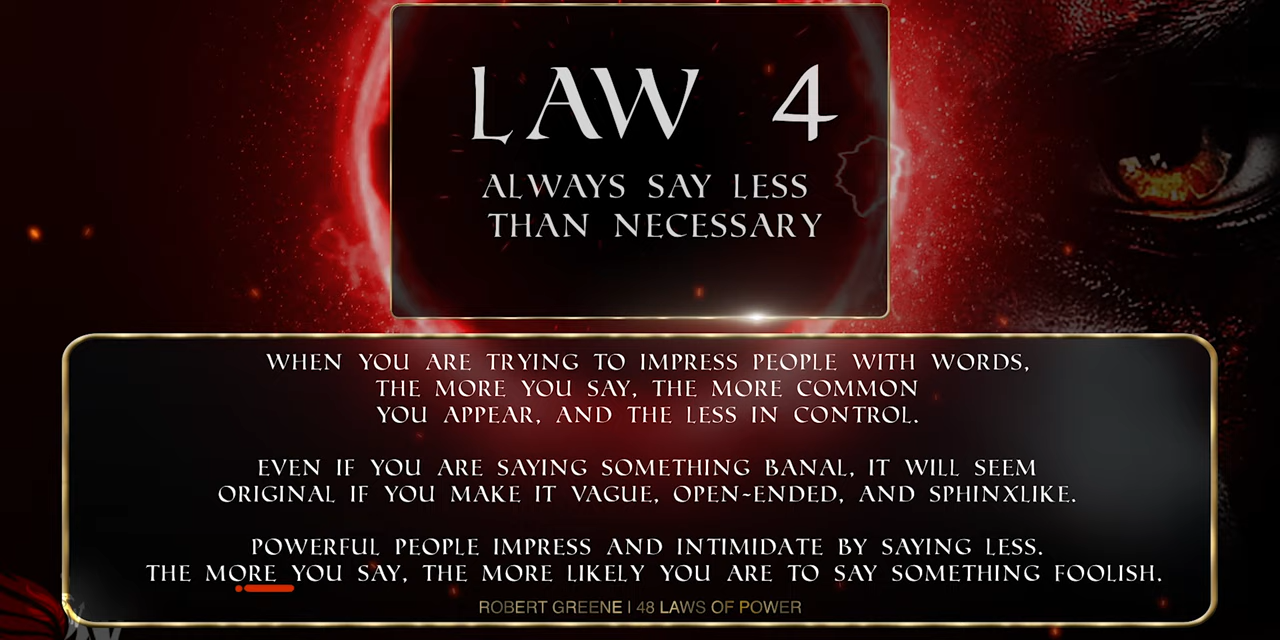 LAW 4
ALWAYS SAY LESS
THAN NECESSARY
WHEN YOU ARE TRYING TO IMPRESS PEOPLE WITH WORDS,
THE MORE YOU SAY, THE MORE COMMON
YOU APPEAR, AND THE LESS IN CONTROL.
EVEN IF YOU ARE SAYING SOMETHING BANAL, IT WILL SEEM
ORIGINAL IF YOU MAKE IT VAGUE, OPEN-ENDED, AND SPHINXLIKE.
POWERFUL PEOPLE IMPRESS AND INTIMIDATE BY SAYING LESS.
THE MORE YOU SAY, THE MORE LIKELY YOU ARE TO SAY SOMETHING FOOLISH.
ROBERT GREENE | 48 LAWS OF POWER